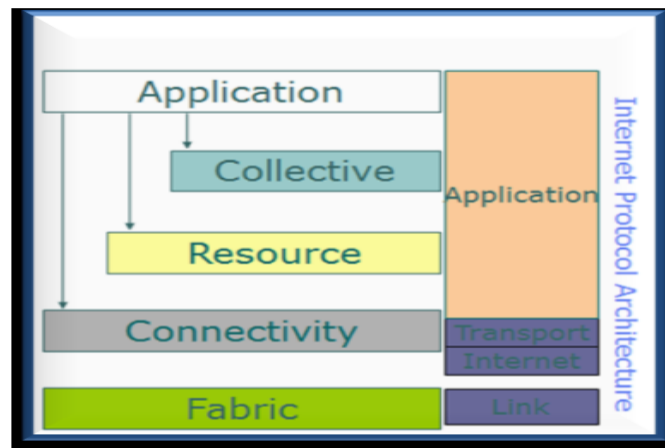 Application
Collective
Resource
Connectivity
Fabric
Application
Transport
Internet
Link
Internet Protocol Architecture